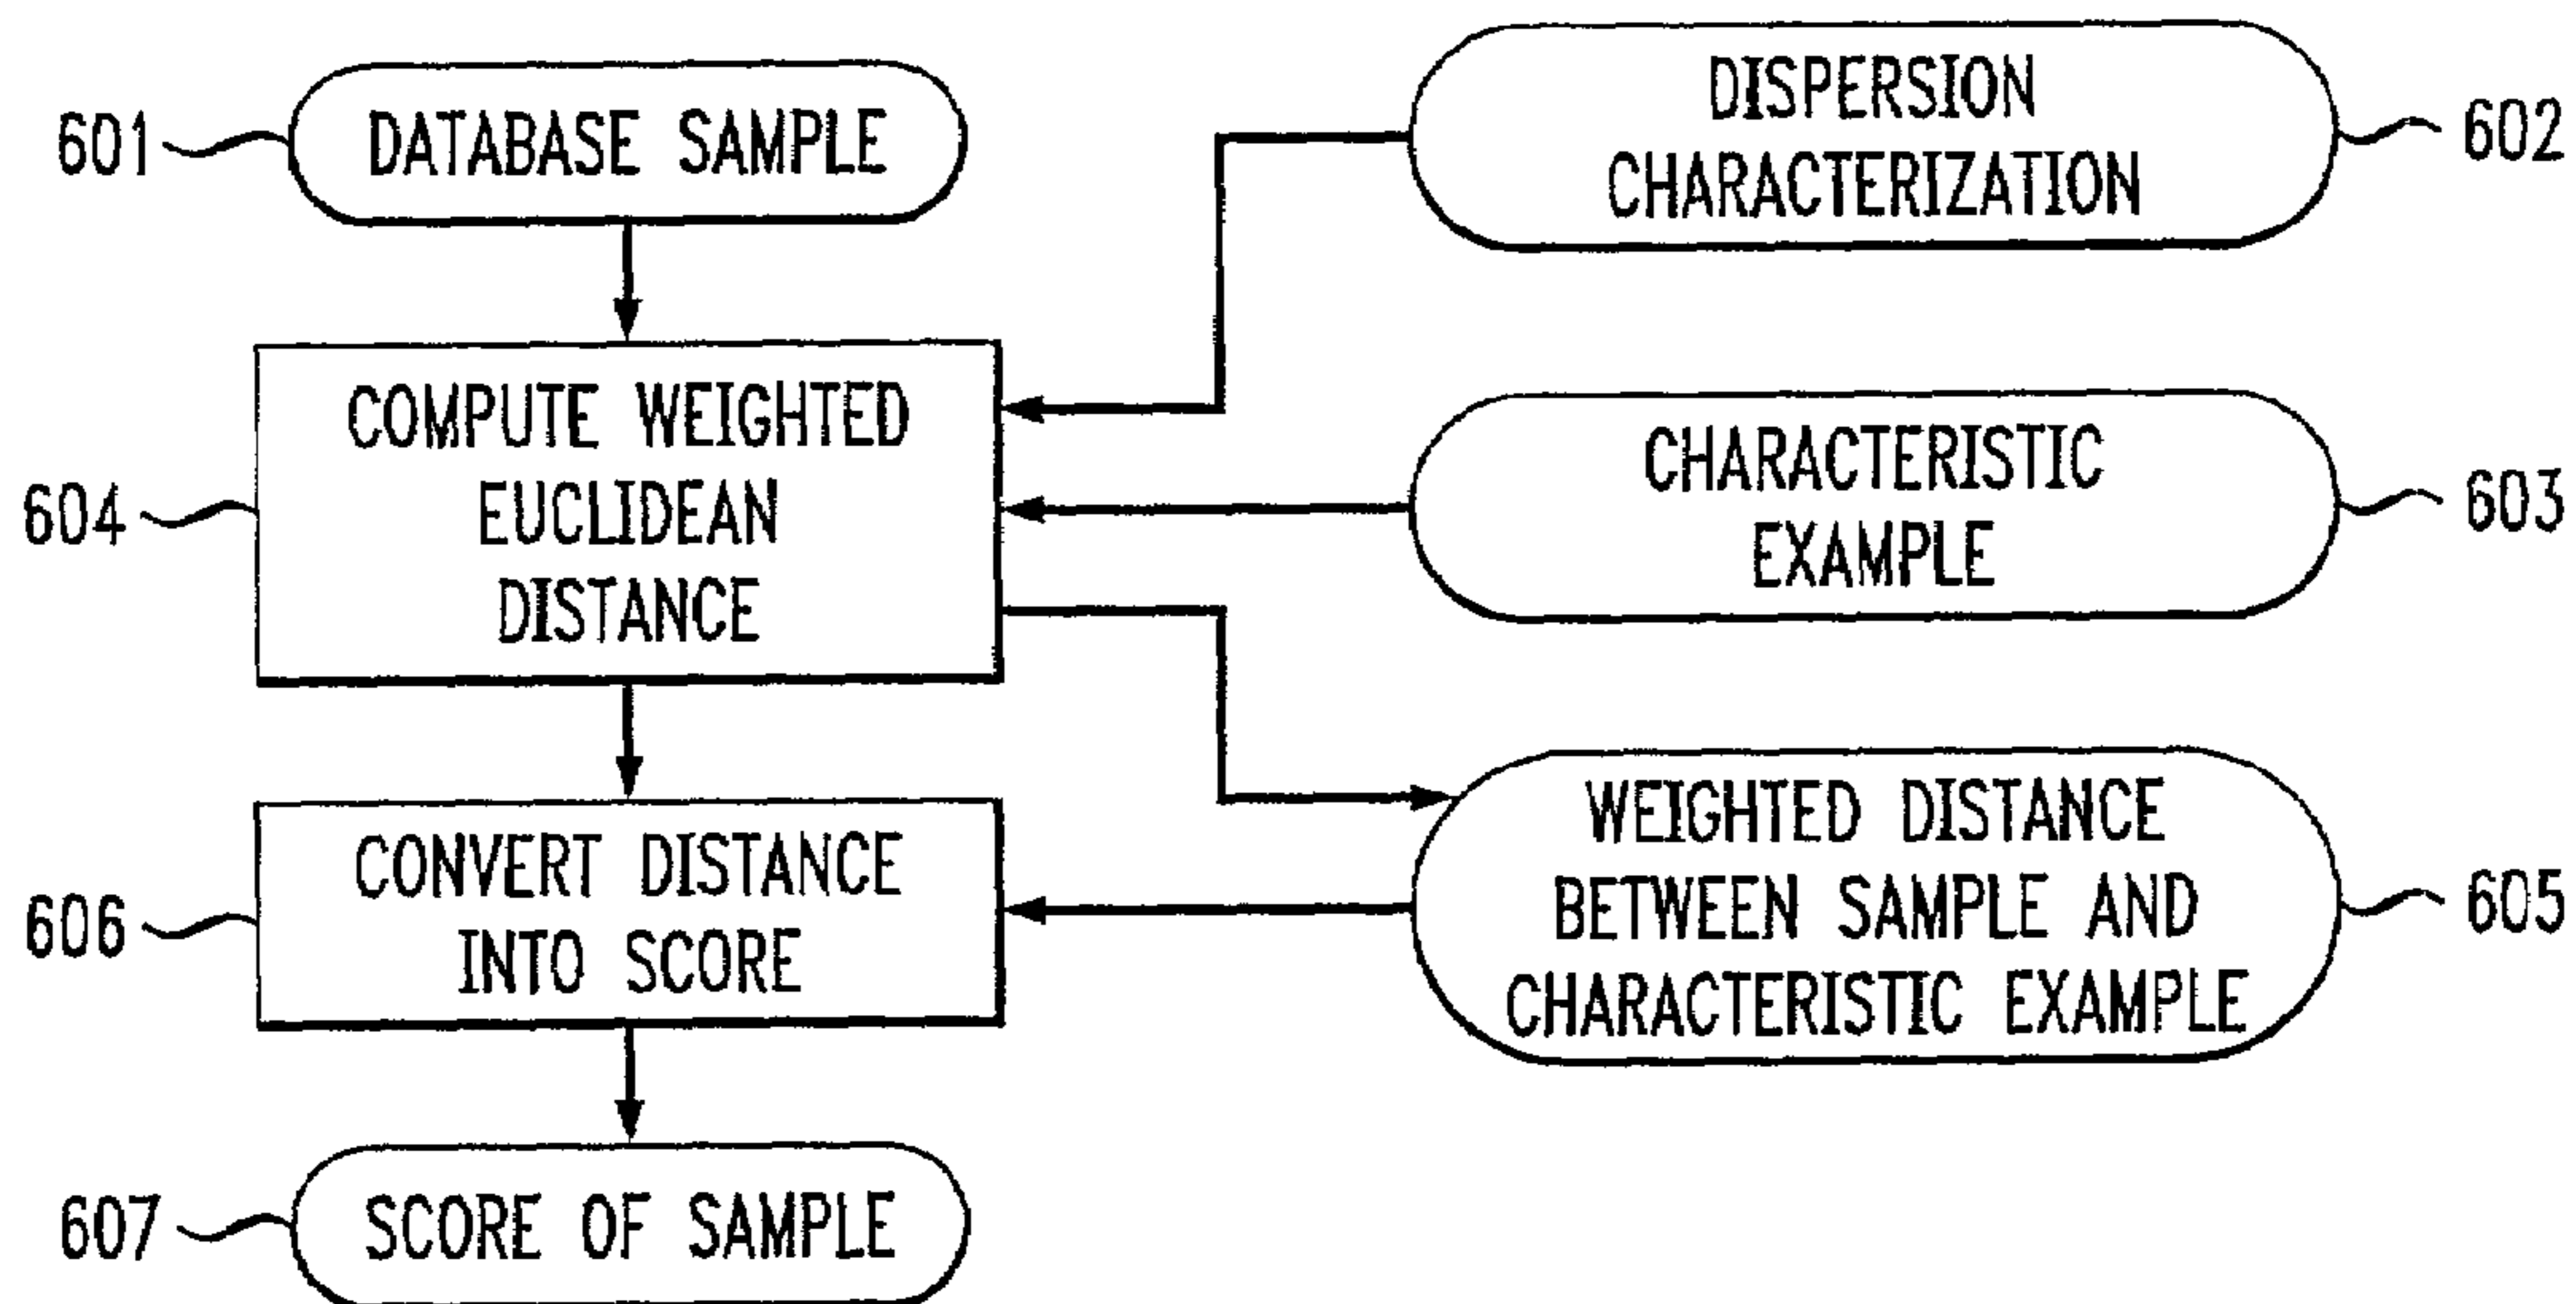 601
DATABASE SAMPLE
DISPERSION
CHARACTERIZATION
602
604
COMPUTE WEIGHTED
EUCLIDEAN
DISTANCE
CHARACTERISTIC
EXAMPLE
603
606
CONVERT DISTANCE
INTO SCORE
WEIGHTED DISTANCE
BETWEEN SAMPLE AND
CHARACTERISTIC EXAMPLE
605
607
SCORE OF SAMPLE